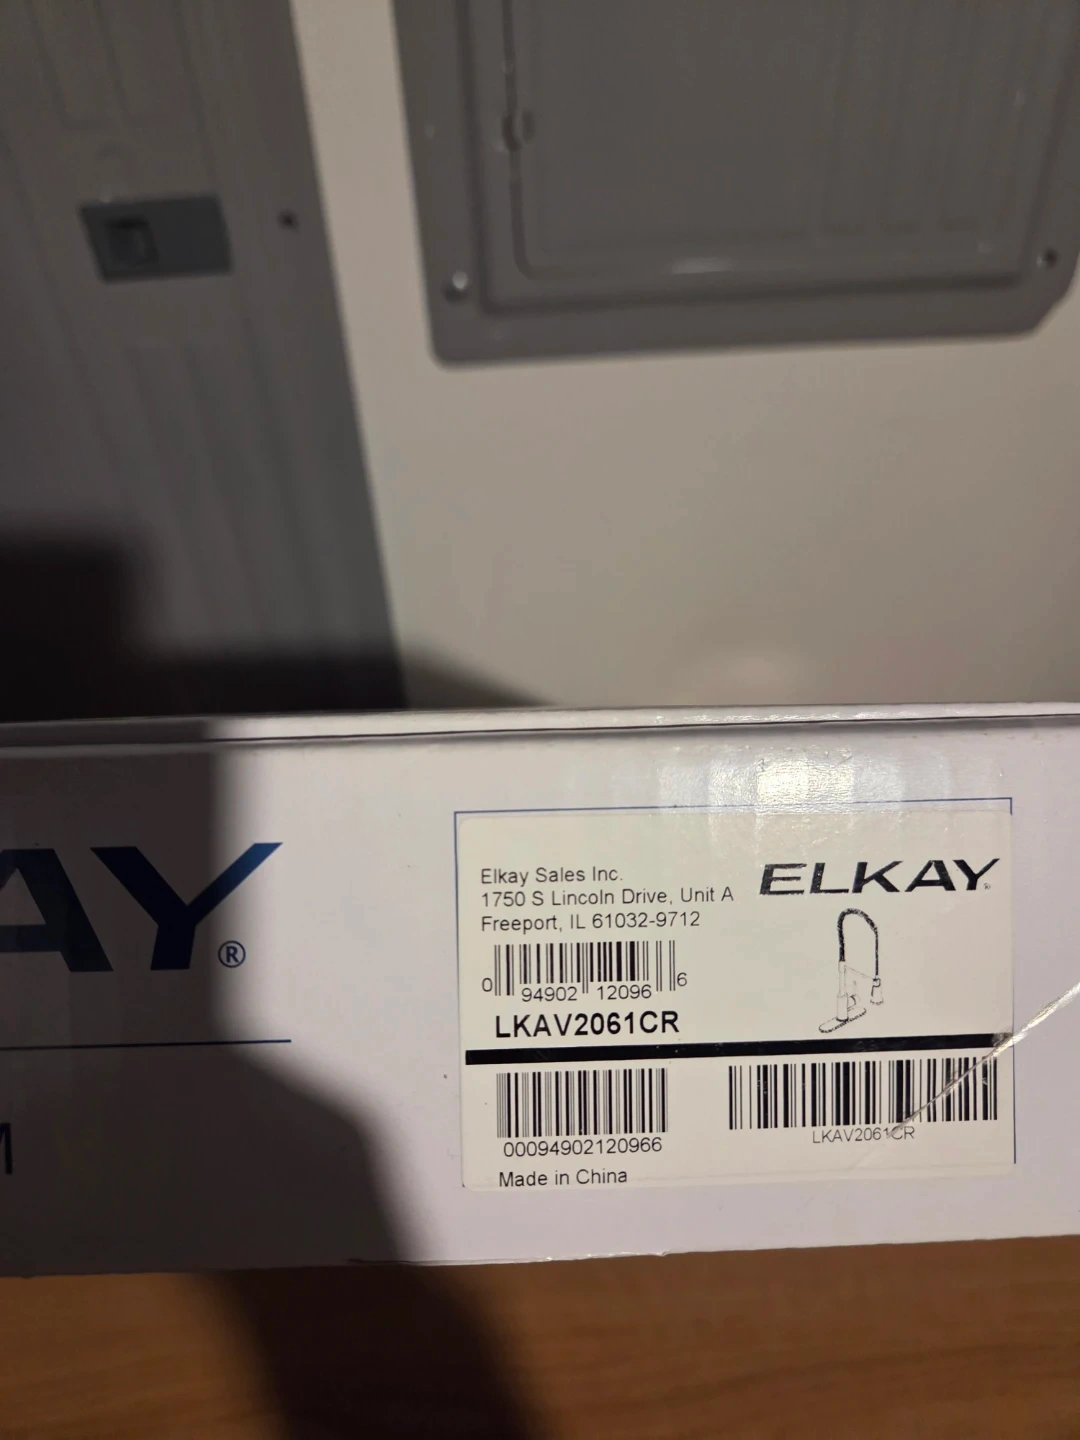 AY®
M
Elkay Sales Inc.
1750 S Lincoln Drive, Unit A
Freeport, IL 61032-9712
ELKAY®
0 94902 12096 6
LKAV2061CR
00094902120966
LKAV2061CR
Made in China